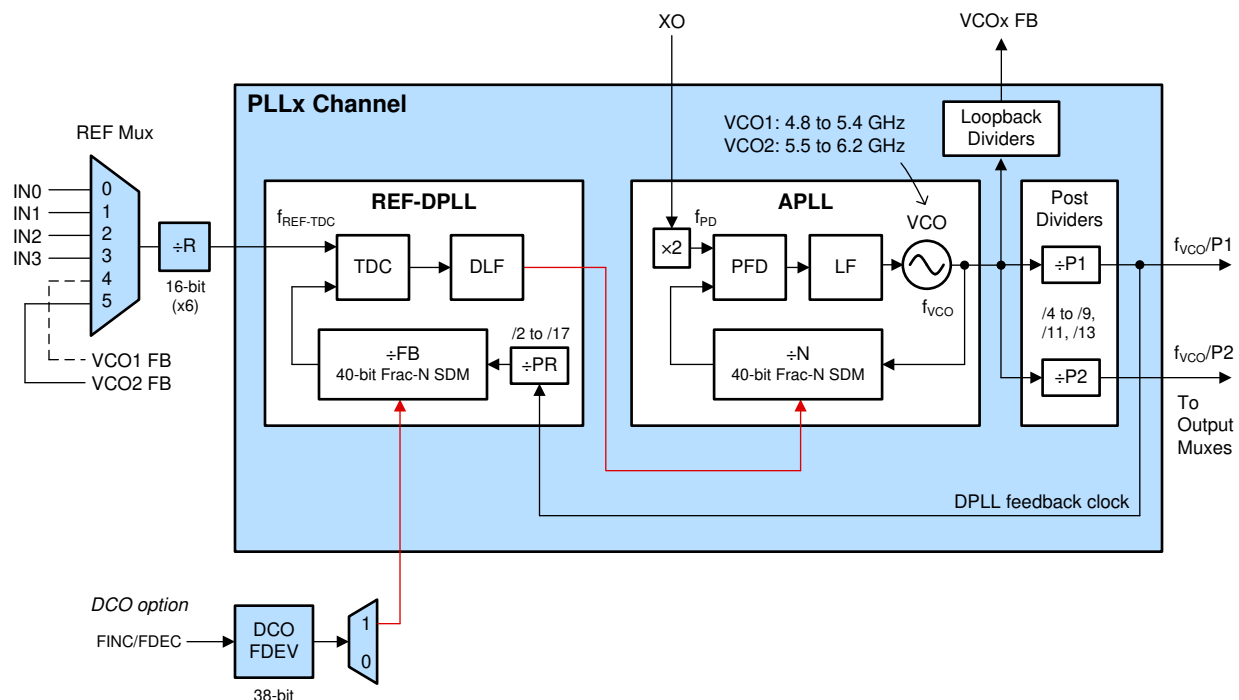 XO
VCOx FB
PLLx Channel
REF Mux
VCO1: 4.8 to 5.4 GHz
VCO2: 5.5 to 6.2 GHz
Loopback
Dividers
IN0
IN1
IN2
IN3
0
1
2
3
4
5
÷R
16-bit
(x6)
VCO1 FB
VCO2 FB
REF-DPLL
fREF-TDC
TDC
DLF
÷FB
40-bit Frac-N SDM
/2 to /17
÷PR
APLL
fPD
×2
PFD
LF
VCO
fVCO
÷N
40-bit Frac-N SDM
Post
Dividers
÷P1
/4 to /9,
/11, /13
÷P2
fVCO/P1
fVCO/P2
To
Output
Muxes
DPLL feedback clock
DCO option
FINC/FDEC
DCO
FDEV
38-bit
1
0